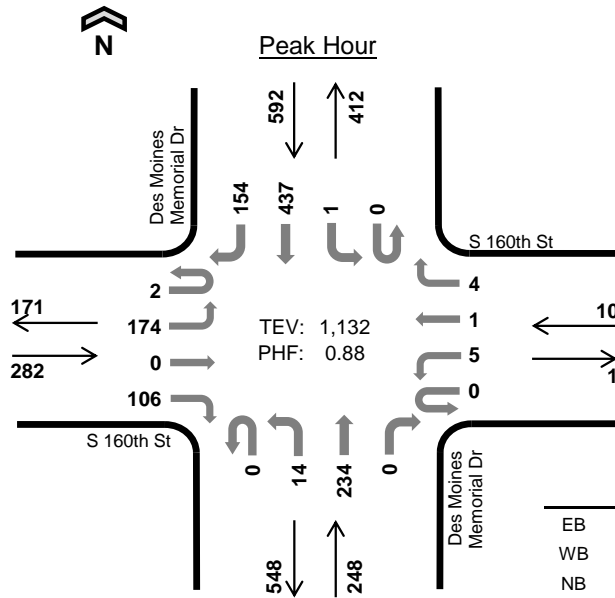 N
Peak Hour
592
412
Des Moines
Memorial Dr
154
437
1
0
S 160th St
2
4
171
174
TEV: 1,132
1
10
282
0
PHF: 0.88
5
1
106
0
S 160th St
0
14
234
0
Des Moines
Memorial Dr
548
248
EB
WB
NB